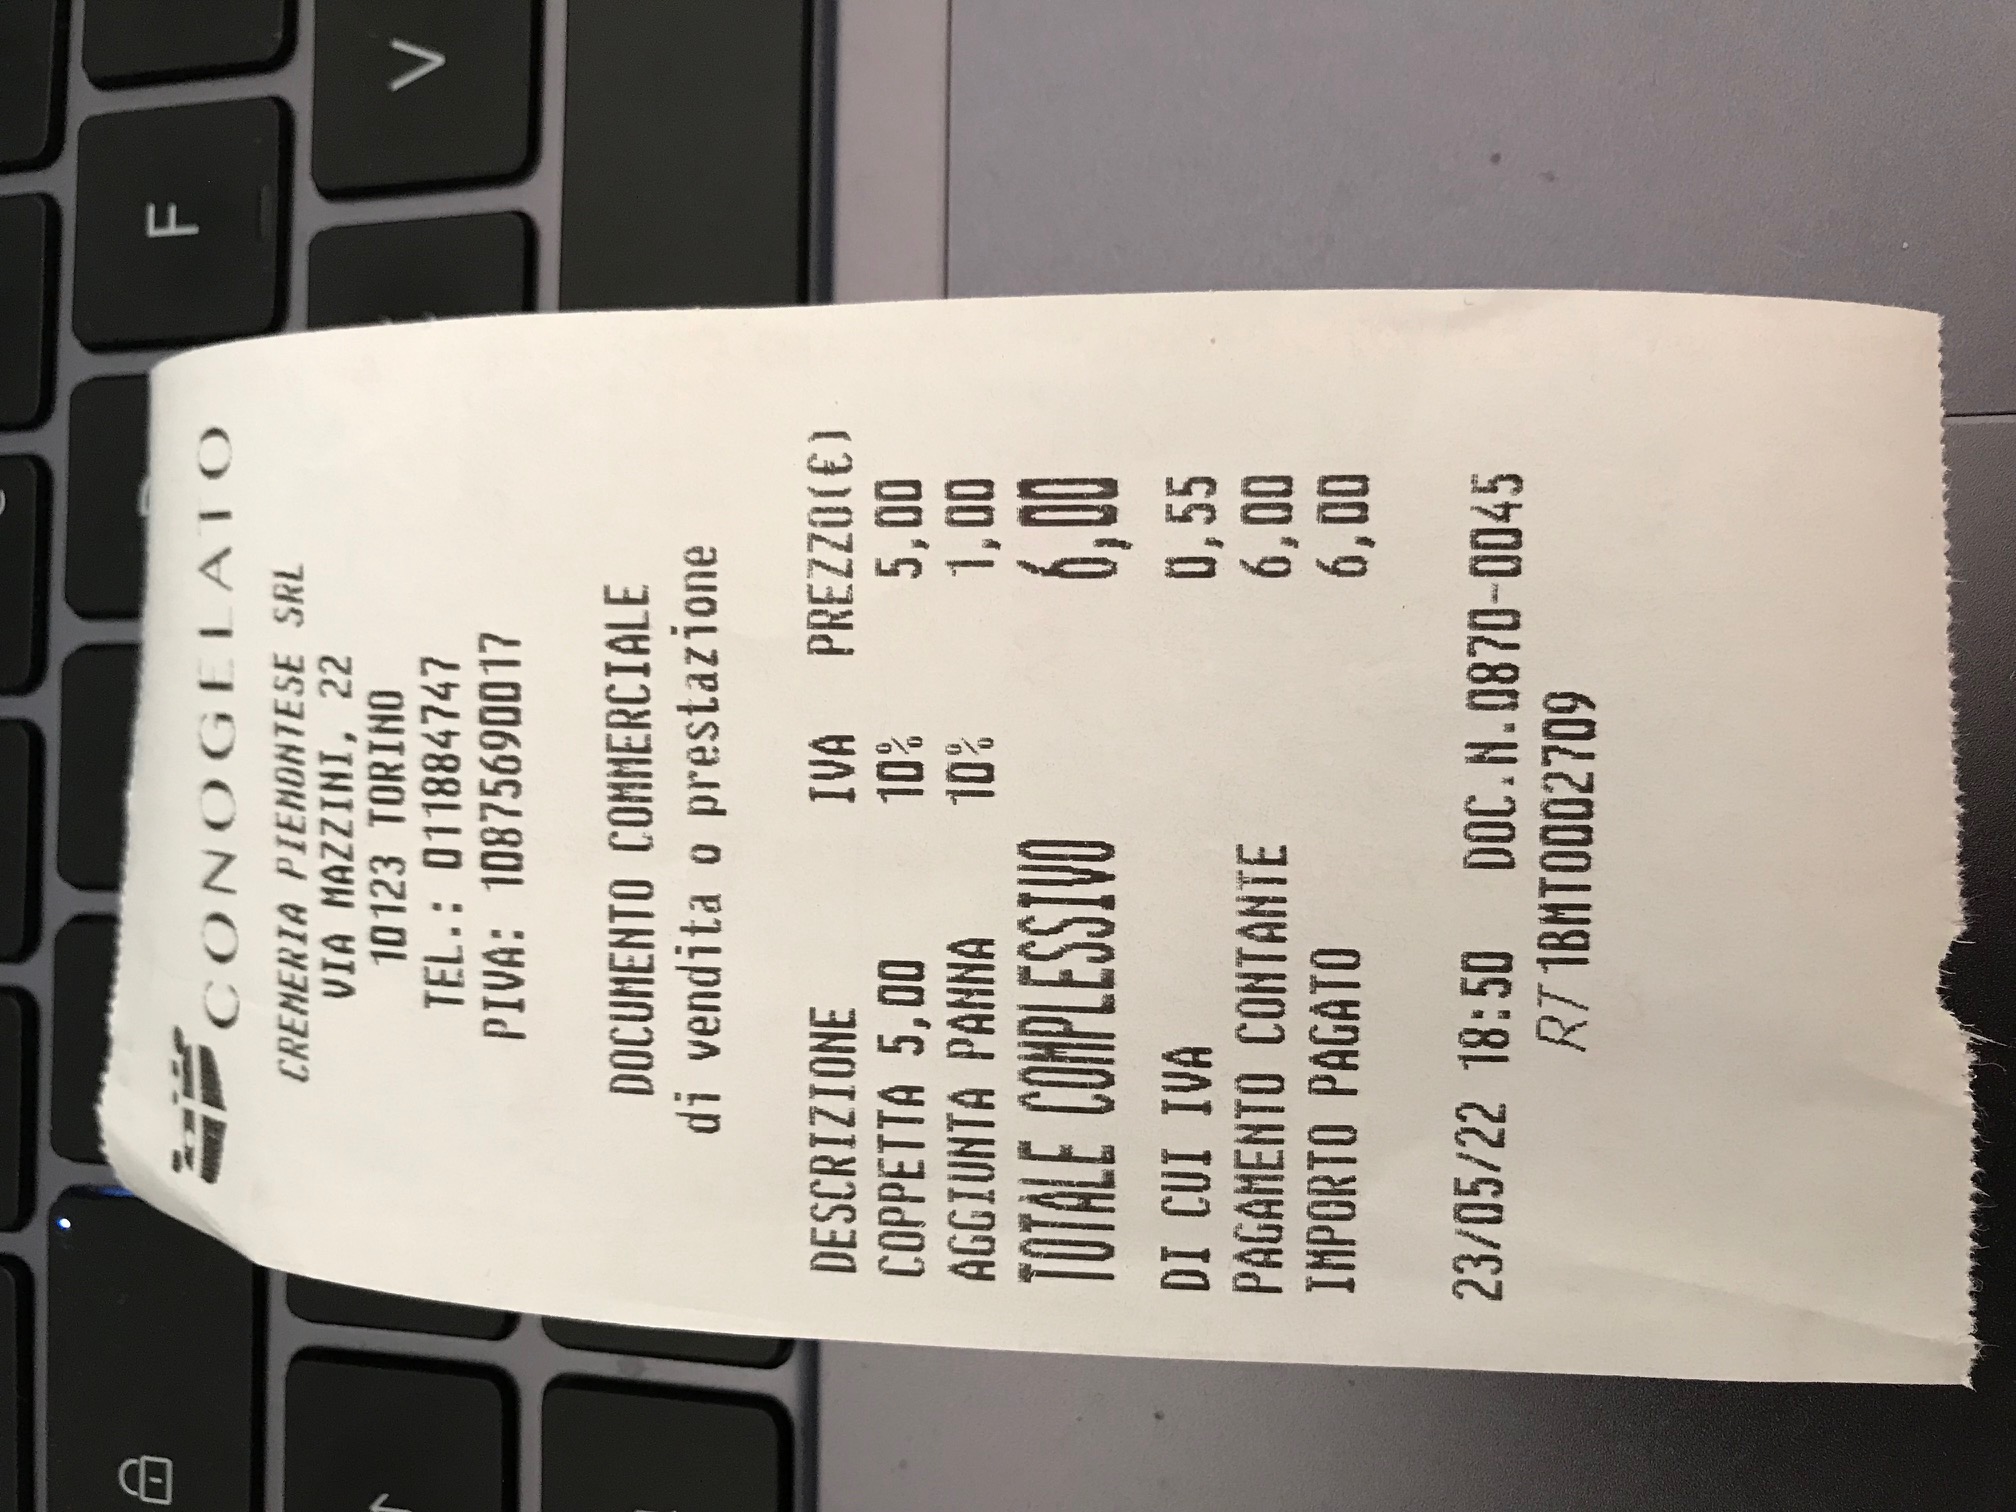 CONOGELATO
CREMERIA PIEMONTESE SRL
VIA MAZZINI, 22
10123 TORINO
TEL.: 011884747
PIVA: 10875690017
DOCUMENTO COMMERCIALE
di vendita o prestazione
DESCRIZIONE IVA PREZZO(€)
COPPETTA 5,00 10% 5,00
AGGIUNTA PANNA 10% 1,00
TOTALE COMPLESSIVO 6,00
DI CUI IVA 0,55
PAGAMENTO CONTANTE 6,00
IMPORTO PAGATO 6,00
23/05/22 18:50 DOC.N.0870-0045
RT 1BMT0002709
V
F